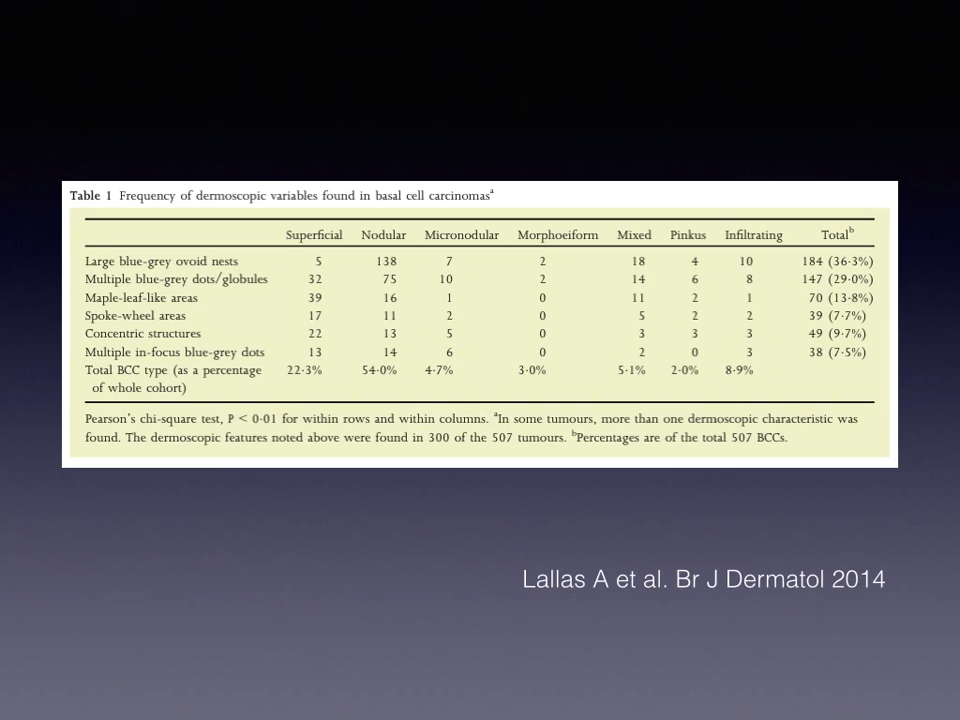 Table 1 Frequency of dermoscopic variables found in basal cell carcinomasᵃ
Superficial Nodular Micronodular Morphoeiform Mixed Pinkus Infiltrating Totalᵇ
Large blue-grey ovoid nests 5 138 7 2 18 4 10 184 (36·3%)
Multiple blue-grey dots/globules 32 75 10 2 14 6 8 147 (29·0%)
Maple-leaf-like areas 39 16 1 0 11 2 1 70 (13·8%)
Spoke-wheel areas 17 11 2 0 5 2 2 39 (7·7%)
Concentric structures 22 13 5 0 3 3 3 49 (9·7%)
Multiple in-focus blue-grey dots 13 14 6 0 2 0 3 38 (7·5%)
Total BCC type (as a percentage 22·3% 54·0% 4·7% 3·0% 5·1% 2·0% 8·9%
of whole cohort)
Pearson's chi-square test, P < 0·01 for within rows and within columns. ᵃIn some tumours, more than one dermoscopic characteristic was
found. The dermoscopic features noted above were found in 300 of the 507 tumours. ᵇPercentages are of the total 507 BCCs.
Lallas A et al. Br J Dermatol 2014